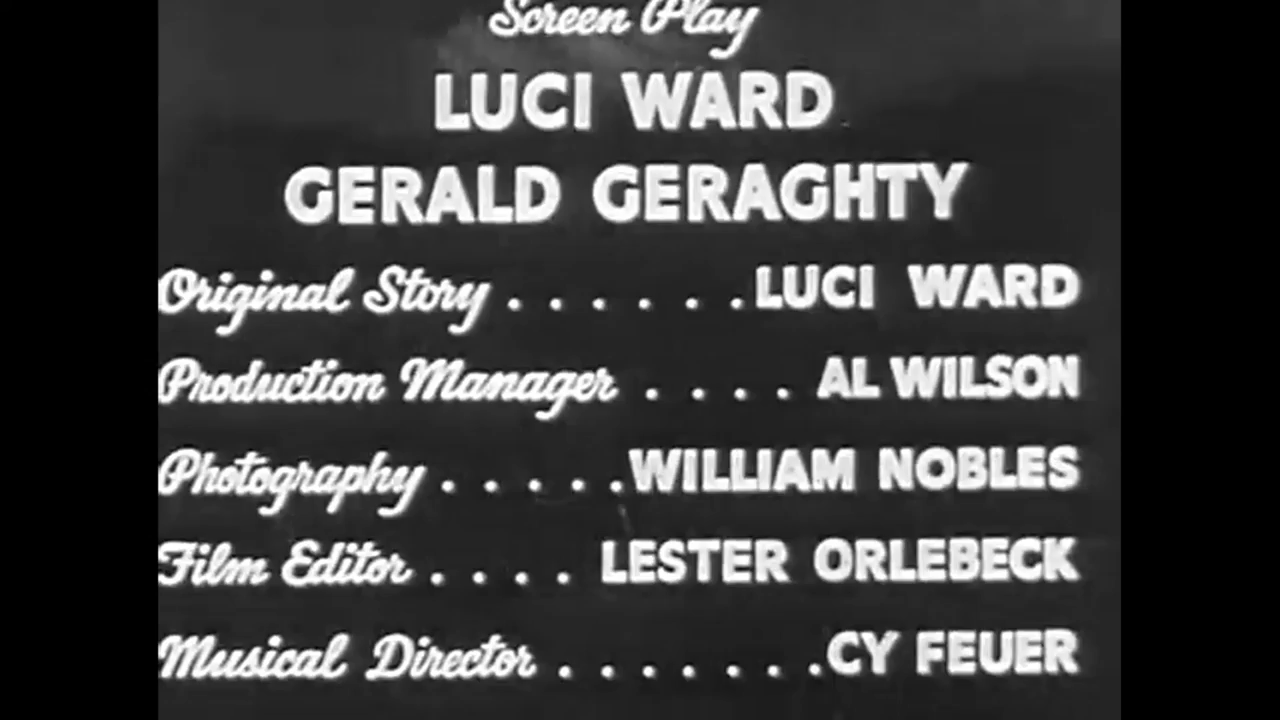 Screen Play
LUCI WARD
GERALD GERAGHTY
Original Story . . . . . . LUCI WARD
Production Manager . . . . AL WILSON
Photography . . . . . WILLIAM NOBLES
Film Editor . . . . LESTER ORLEBECK
Musical Director . . . . . . . CY FEUER